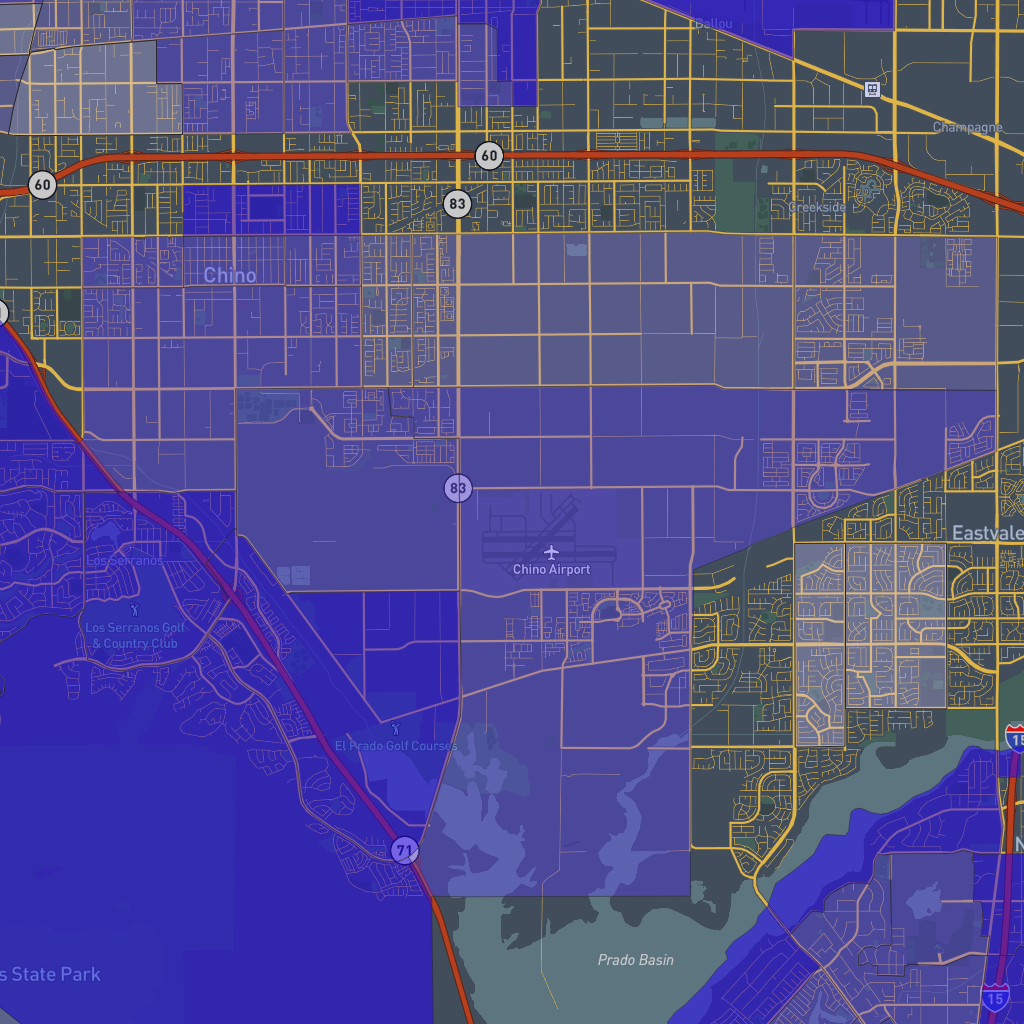 Ballou
Champagne
60
60
83
Creekside
Chino
83
Eastvale
Chino Airport
Los Serranos
Los Serranos Golf
& Country Club
El Prado Golf Courses
15
71
Prado Basin
s State Park
15